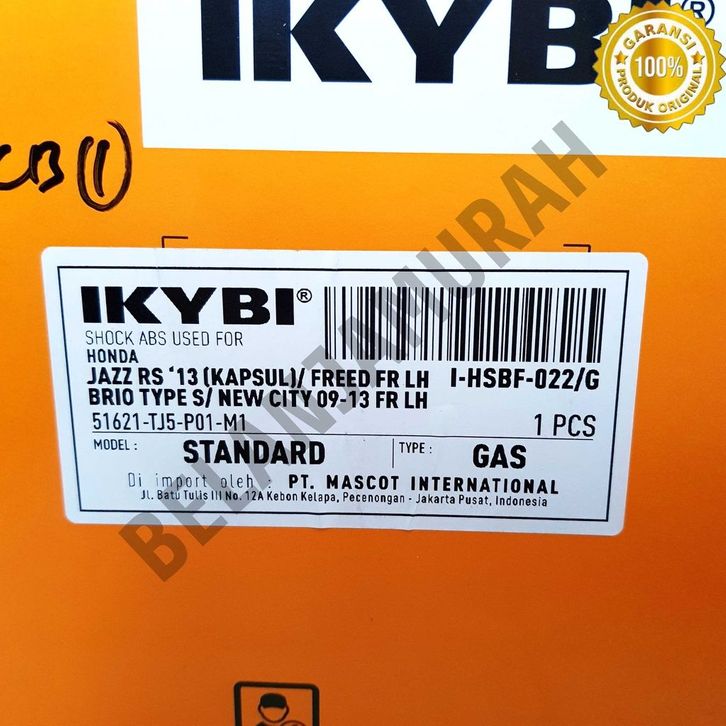 IKYBI®
GARANSI
100%
PRODUK ORIGINAL
CB (1)
IKYBI®
SHOCK ABS USED FOR
HONDA
JAZZ RS '13 (KAPSUL)/ FREED FR LH
I-HSBF-022/G
BRIO TYPE S/ NEW CITY 09-13 FR LH
51621-TJ5-P01-M1
1 PCS
MODEL :
STANDARD
TYPE :
GAS
Di import oleh : PT. MASCOT INTERNATIONAL
Jl. Batu Tulis III No. 12A Kebon Kelapa, Pecenongan - Jakarta Pusat, Indonesia
BELANJAMURAH